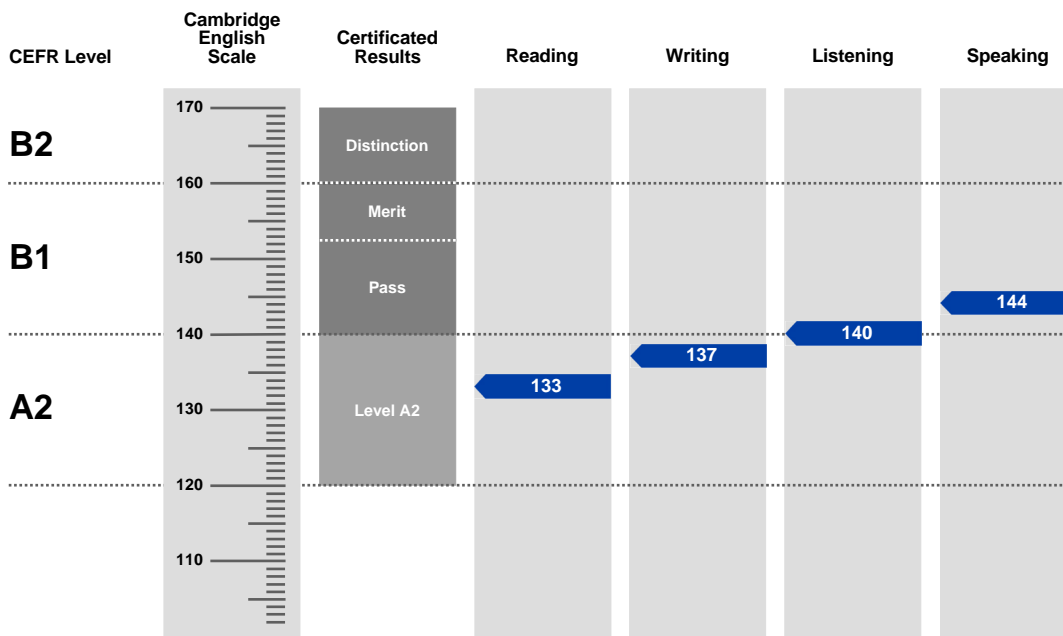 CEFR Level
Cambridge
English
Scale
Certificated
Results
Reading
Writing
Listening
Speaking
170
B2
Distinction
160
Merit
B1
150
Pass
144
140
140
137
133
A2
130
Level A2
120
110